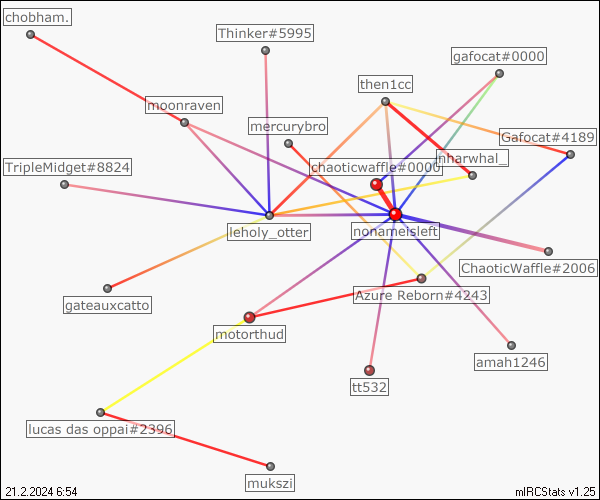 chobham.
Thinker#5995
gafocat#0000
then1cc
moonraven
mercurybro
Gafocat#4189
nharwhal_
chaoticwaffle#0000
TripleMidget#8824
leholy_otter
nonameisleft
ChaoticWaffle#2006
Azure Reborn#4243
gateauxcatto
motorthud
amah1246
tt532
lucas das oppai#2396
mukszi
21.2.2024 6:54
mIRCStats v1.25